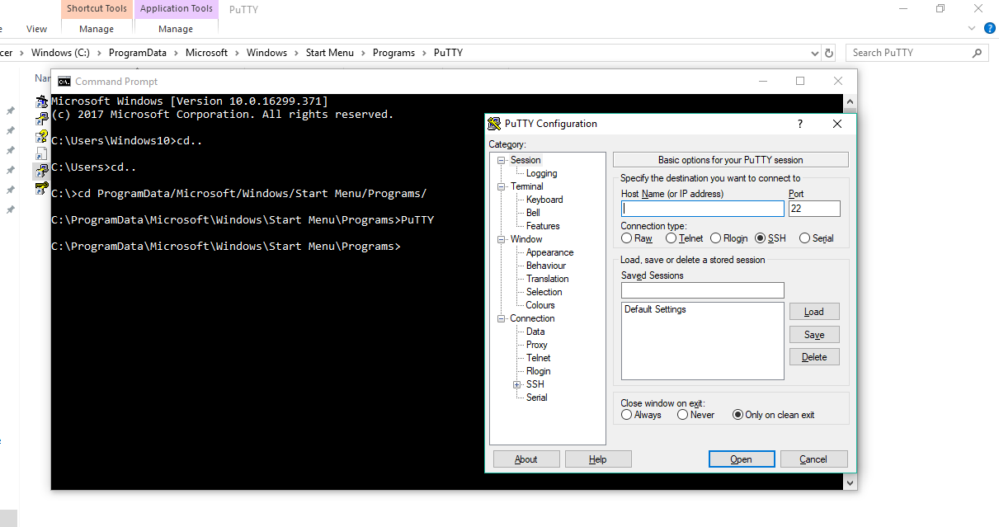 Shortcut Tools Application Tools PuTTY
e View Manage Manage
cer > Windows (C:) > ProgramData > Microsoft > Windows > Start Menu > Programs > PuTTY Search PuTTY
Nar
Command Prompt
Microsoft Windows [Version 10.0.16299.371]
(c) 2017 Microsoft Corporation. All rights reserved.
C:\Users\Windows10>cd..
C:\Users>cd..
C:\>cd ProgramData/Microsoft/Windows/Start Menu/Programs/
C:\ProgramData\Microsoft\Windows\Start Menu\Programs>PuTTY
C:\ProgramData\Microsoft\Windows\Start Menu\Programs>
PuTTY Configuration ? X
Category:
Session
Logging
Terminal
Keyboard
Bell
Features
Window
Appearance
Behaviour
Translation
Selection
Colours
Connection
Data
Proxy
Telnet
Rlogin
SSH
Serial
Basic options for your PuTTY session
Specify the destination you want to connect to
Host Name (or IP address) Port
22
Connection type:
Raw Telnet Rlogin SSH Serial
Load, save or delete a stored session
Saved Sessions
Default Settings
Load
Save
Delete
Close window on exit:
Always Never Only on clean exit
About Help Open Cancel